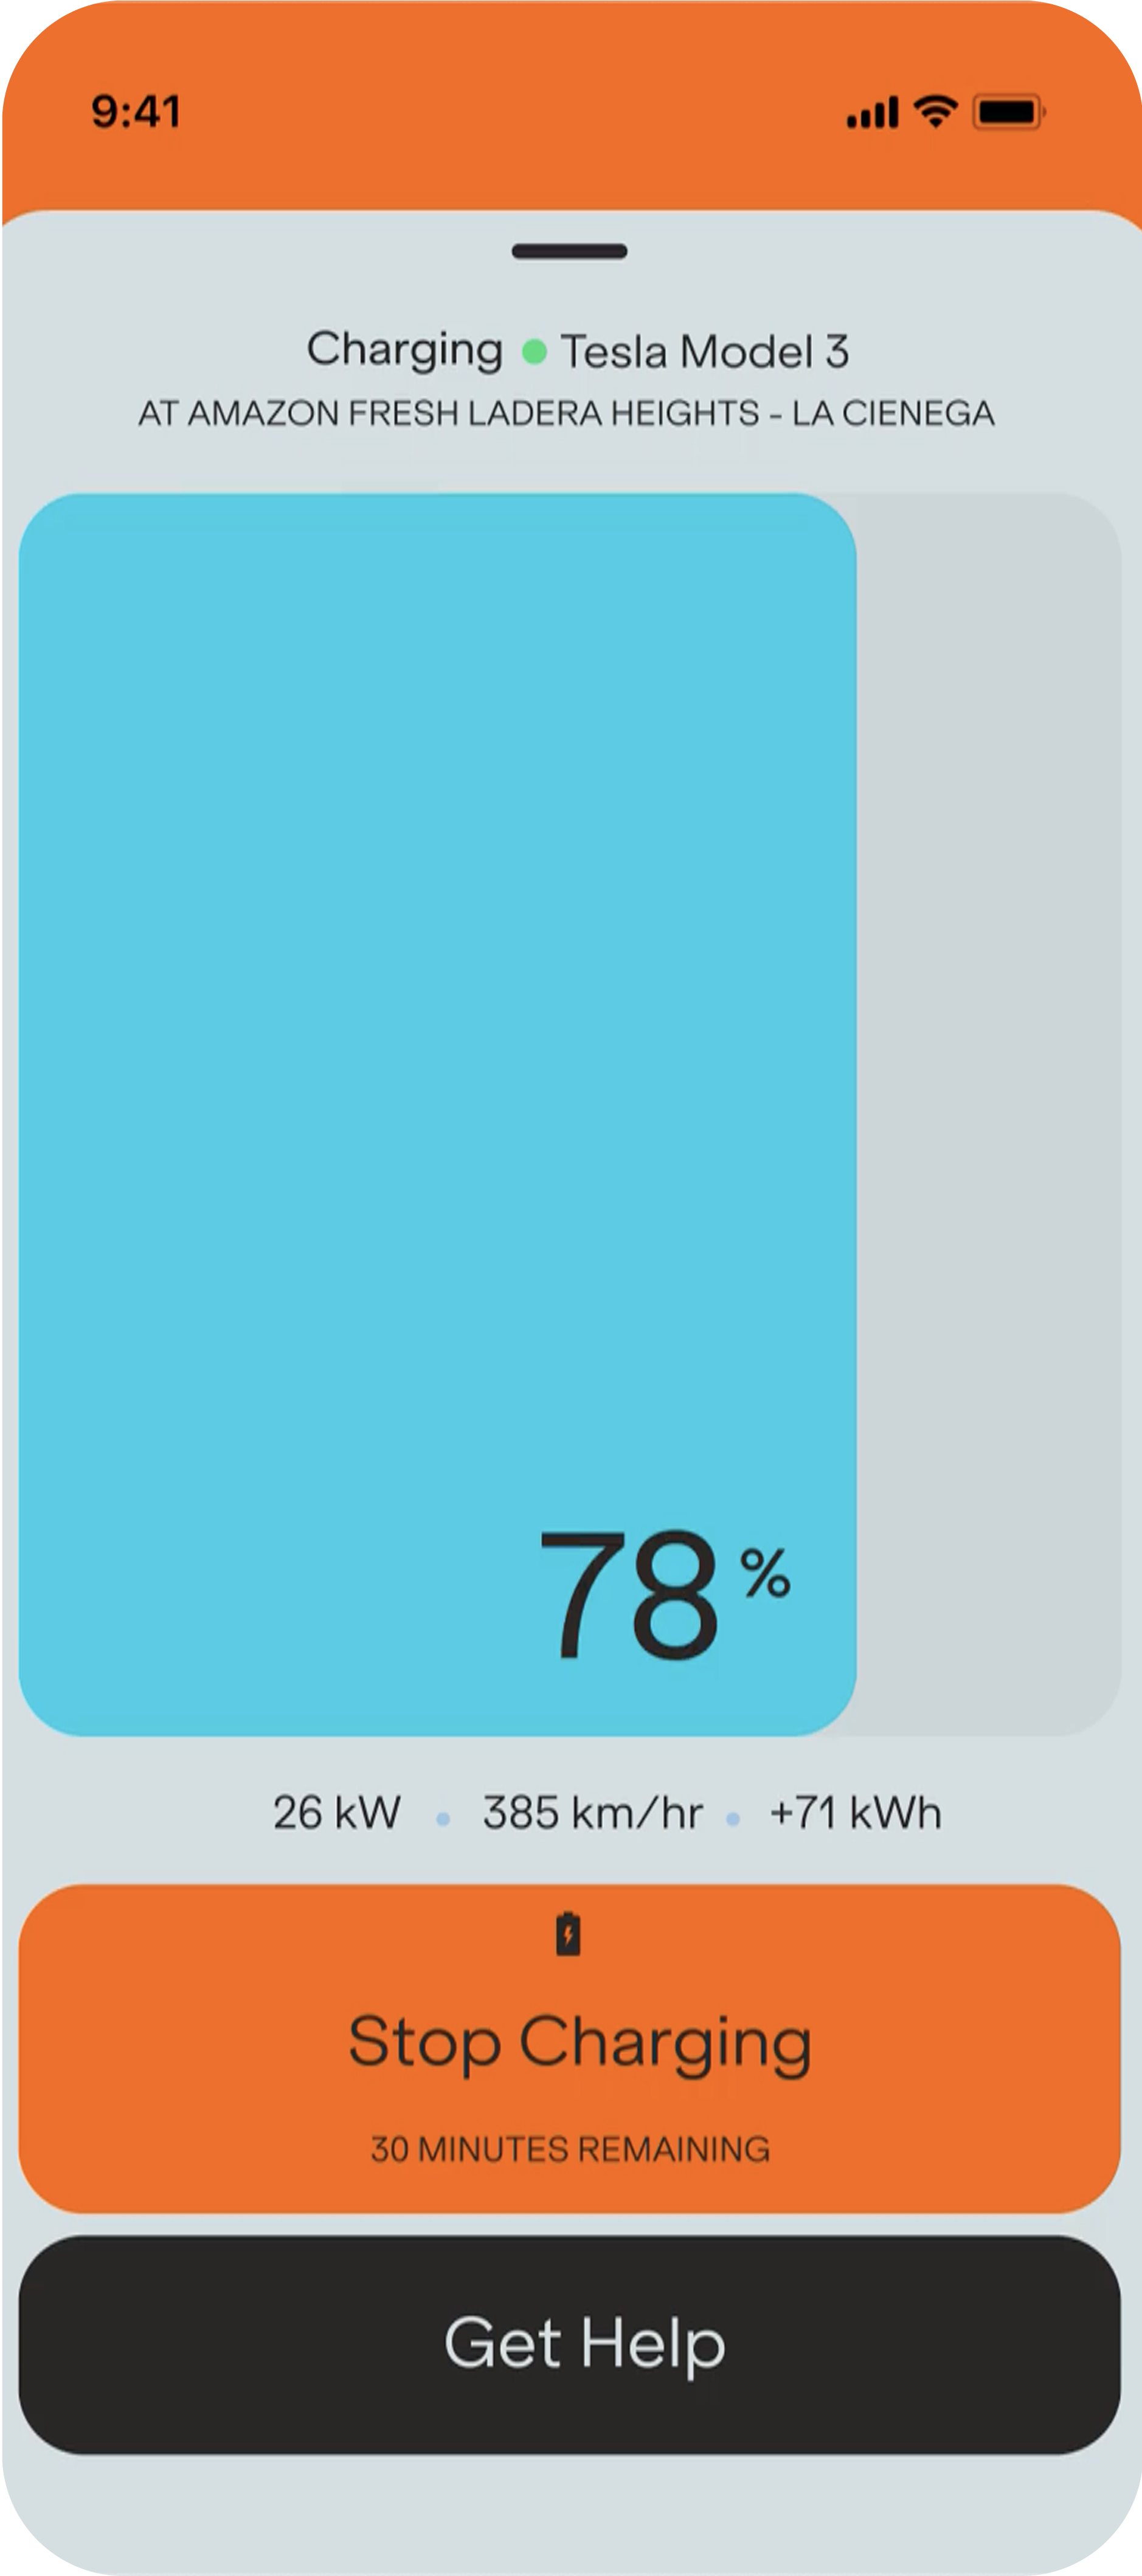 9:41
Charging Tesla Model 3
AT AMAZON FRESH LADERA HEIGHTS - LA CIENEGA
78 %
26 kW • 385 km/hr • +71 kWh
Stop Charging
30 MINUTES REMAINING
Get Help